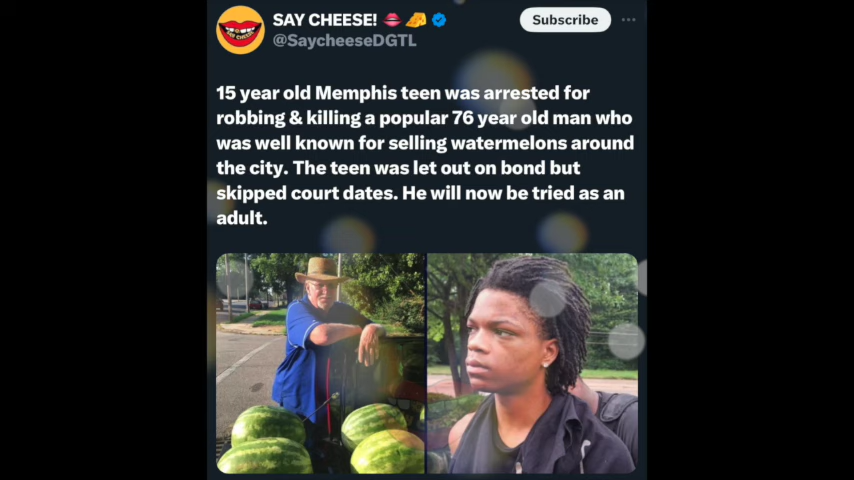 SAY CHEESE! 👄🧀
@SaycheeseDGTL
Subscribe
15 year old Memphis teen was arrested for
robbing & killing a popular 76 year old man who
was well known for selling watermelons around
the city. The teen was let out on bond but
skipped court dates. He will now be tried as an
adult.